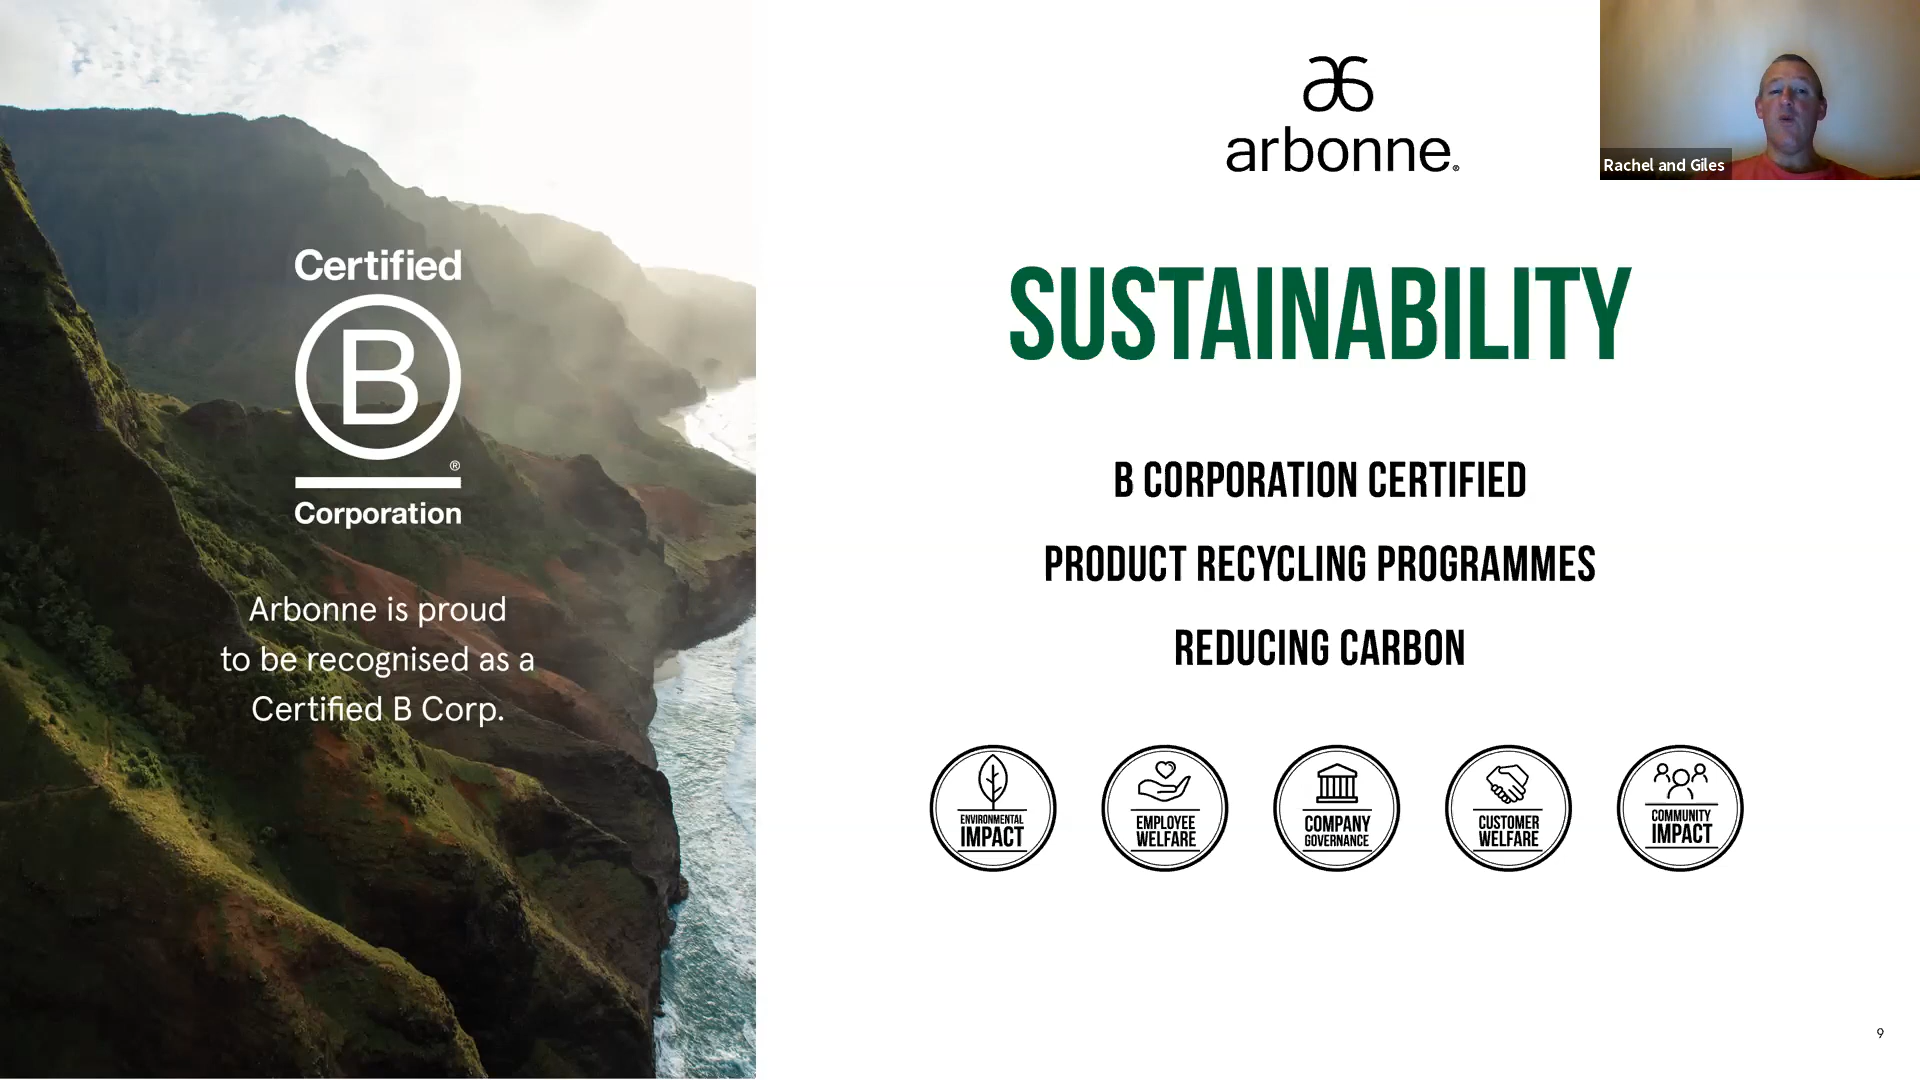 Certified
B
®
Corporation
Arbonne is proud
to be recognised as a
Certified B Corp.
arbonne®
Rachel and Giles
SUSTAINABILITY
B CORPORATION CERTIFIED
PRODUCT RECYCLING PROGRAMMES
REDUCING CARBON
ENVIRONMENTAL
IMPACT
EMPLOYEE
WELFARE
COMPANY
GOVERNANCE
CUSTOMER
WELFARE
COMMUNITY
IMPACT
9